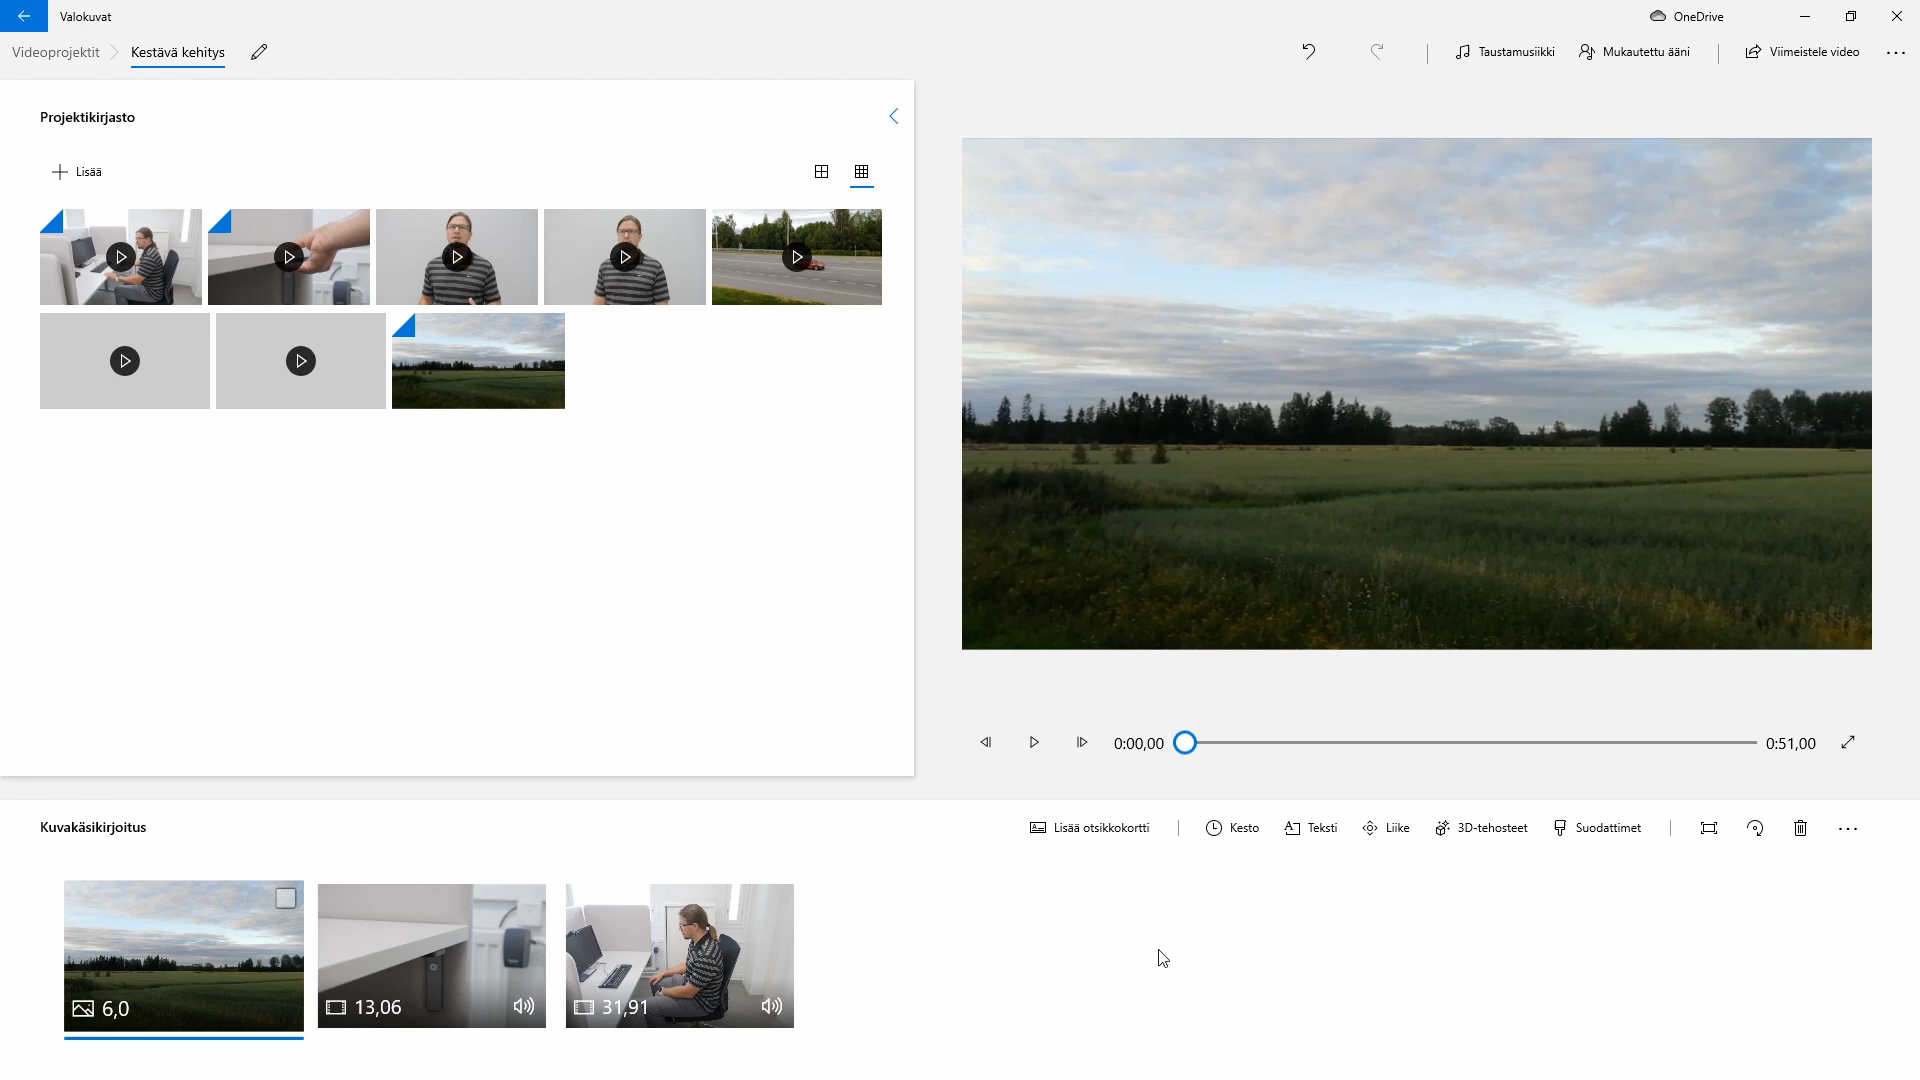 Valokuvat
OneDrive
Videoprojektit
Kestävä kehitys
Taustamusiikki
Mukautettu ääni
Viimeistele video
Projektikirjasto
Lisää
0:00,00
0:51,00
Kuvakäsikirjoitus
Lisää otsikkokortti
Kesto
Teksti
Liike
3D-tehosteet
Suodattimet
6,0
13,06
31,91